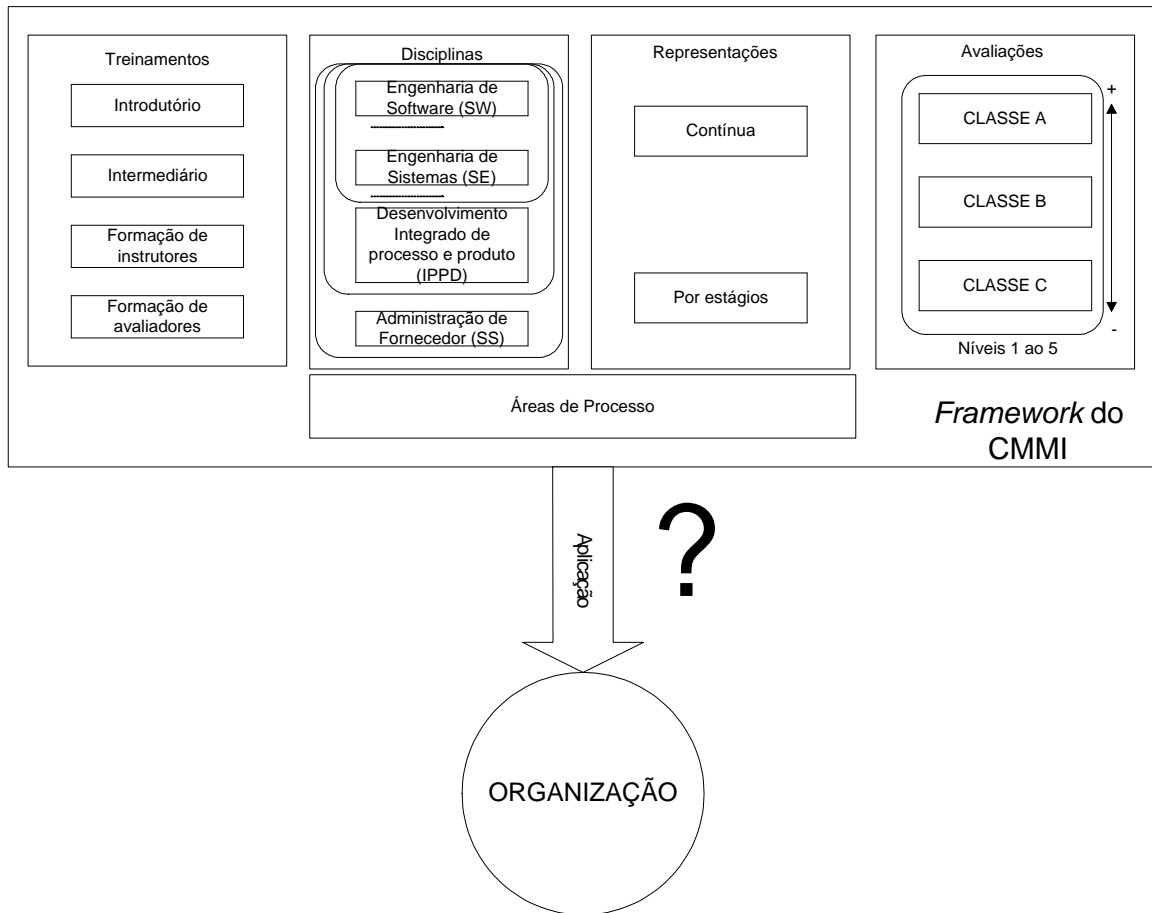 Treinamentos
Introdutório
Intermediário
Formação de
instrutores
Formação de
avaliadores
Disciplinas
Engenharia de
Software (SW)
Engenharia de
Sistemas (SE)
Desenvolvimento
Integrado de
processo e produto
(IPPD)
Administração de
Fornecedor (SS)
Representações
Contínua
Por estágios
Avaliações
+
CLASSE A
CLASSE B
CLASSE C
-
Níveis 1 ao 5
Áreas de Processo
Framework do
CMMI
Aplicação
?
ORGANIZAÇÃO